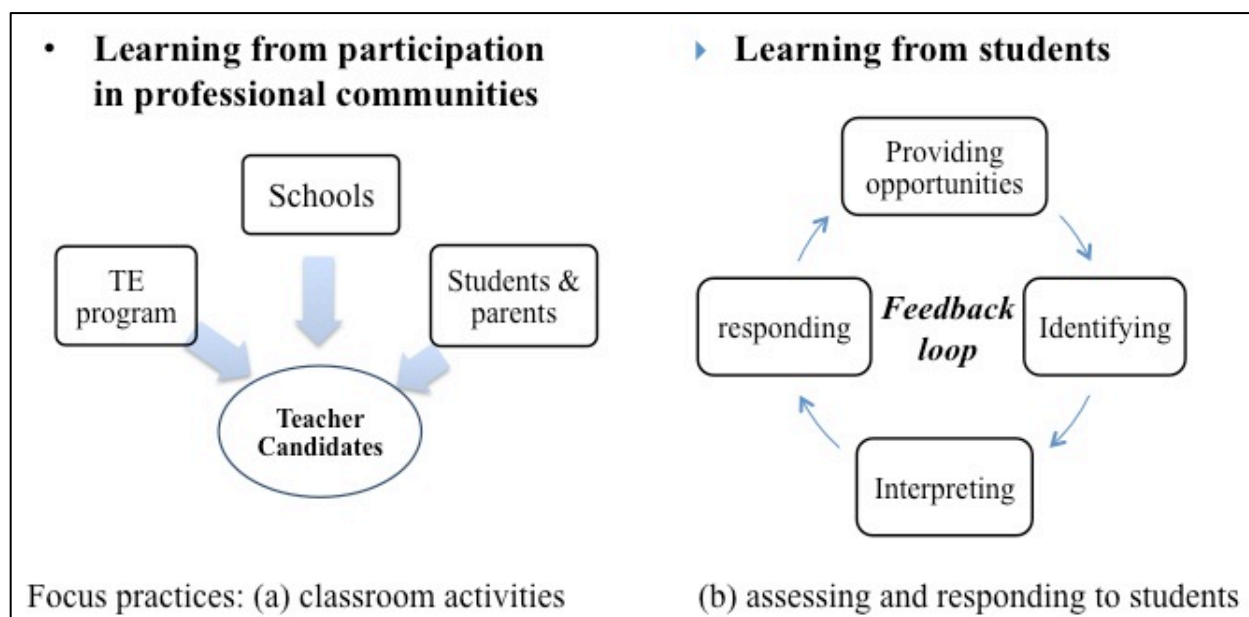 • Learning from participation
in professional communities
Schools
TE
program
Students &
parents
Teacher
Candidates
Focus practices: (a) classroom activities
Learning from students
Providing
opportunities
responding
Feedback
loop
Identifying
Interpreting
(b) assessing and responding to students